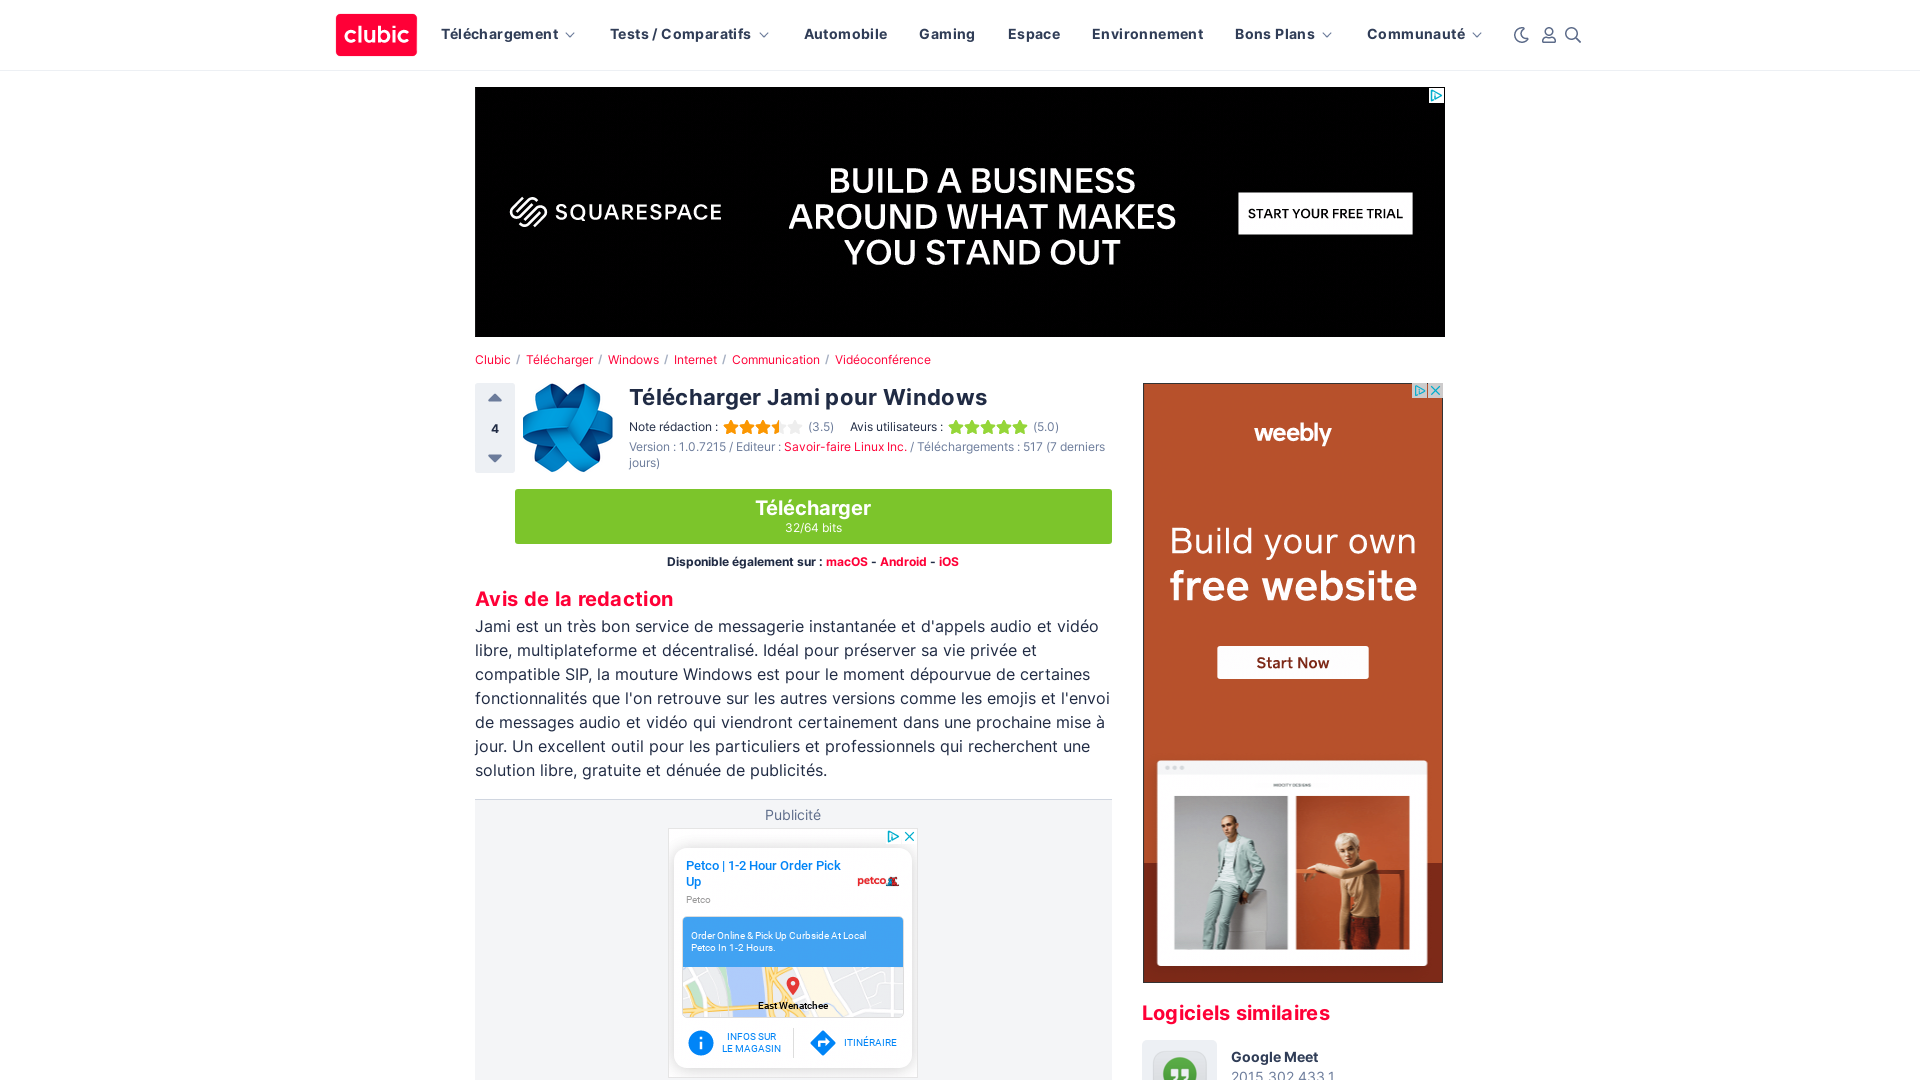 clubic
Téléchargement
Tests / Comparatifs
Automobile
Gaming
Espace
Environnement
Bons Plans
Communauté
SQUARESPACE
BUILD A BUSINESS
AROUND WHAT MAKES
YOU STAND OUT
START YOUR FREE TRIAL
Clubic / Télécharger / Windows / Internet / Communication / Vidéoconférence
4
Télécharger Jami pour Windows
Note rédaction : (3.5) Avis utilisateurs : (5.0)
Version : 1.0.7215 / Editeur : Savoir-faire Linux Inc. / Téléchargements : 517 (7 derniers
jours)
Télécharger
32/64 bits
Disponible également sur : macOS - Android - iOS
Avis de la redaction
Jami est un très bon service de messagerie instantanée et d'appels audio et vidéo
libre, multiplateforme et décentralisé. Idéal pour préserver sa vie privée et
compatible SIP, la mouture Windows est pour le moment dépourvue de certaines
fonctionnalités que l'on retrouve sur les autres versions comme les emojis et l'envoi
de messages audio et vidéo qui viendront certainement dans une prochaine mise à
jour. Un excellent outil pour les particuliers et professionnels qui recherchent une
solution libre, gratuite et dénuée de publicités.
Publicité
Petco | 1-2 Hour Order Pick
Up
petco
Petco
Order Online & Pick Up Curbside At Local
Petco In 1-2 Hours.
East Wenatchee
INFOS SUR
LE MAGASIN
ITINÉRAIRE
weebly
Build your own
free website
Start Now
Logiciels similaires
Google Meet
2015.302.433.1